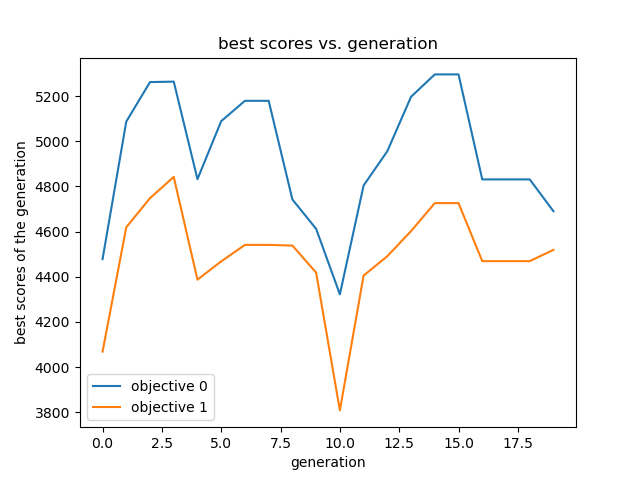 best scores vs. generation
best scores of the generation
5200
5000
4800
4600
4400
4200
4000
3800
objective 0
objective 1
0.0 2.5 5.0 7.5 10.0 12.5 15.0 17.5
generation